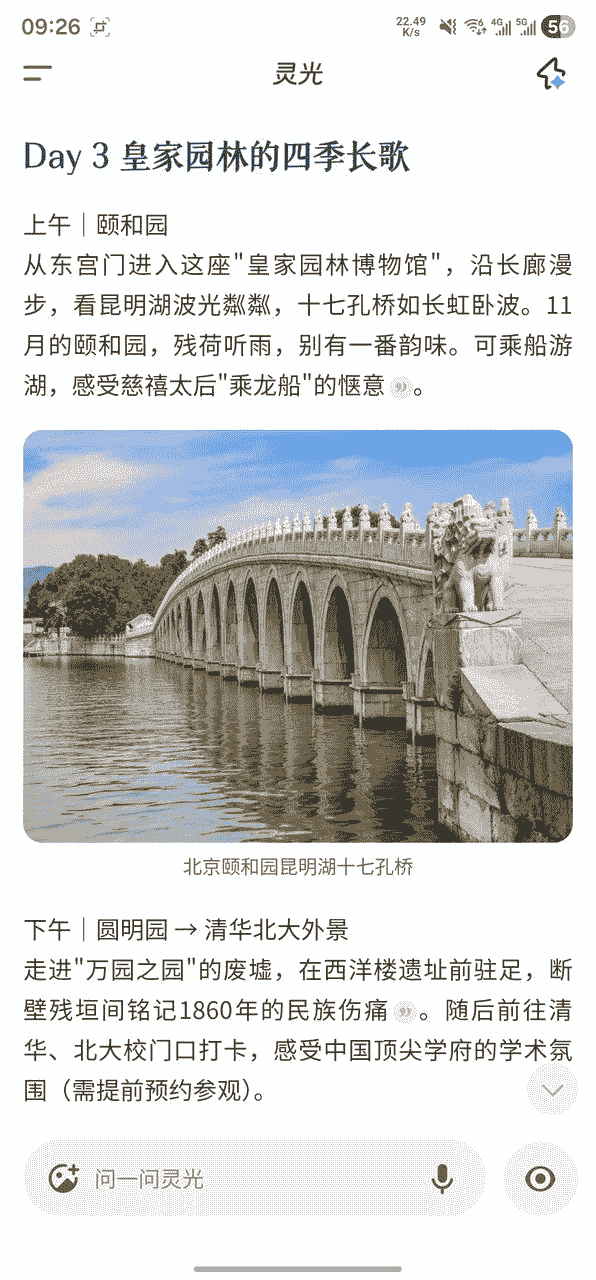 09:26
22.49 K/s
4G
5G
56
灵光
Day 3 皇家园林的四季长歌
上午｜颐和园
从东宫门进入这座"皇家园林博物馆"，沿长廊漫
步，看昆明湖波光粼粼，十七孔桥如长虹卧波。11
月的颐和园，残荷听雨，别有一番韵味。可乘船游
湖，感受慈禧太后"乘龙船"的惬意。
北京颐和园昆明湖十七孔桥
下午｜圆明园 → 清华北大外景
走进"万园之园"的废墟，在西洋楼遗址前驻足，断
壁残垣间铭记1860年的民族伤痛。随后前往清
华、北大校门口打卡，感受中国顶尖学府的学术氛
围（需提前预约参观）。
问一问灵光